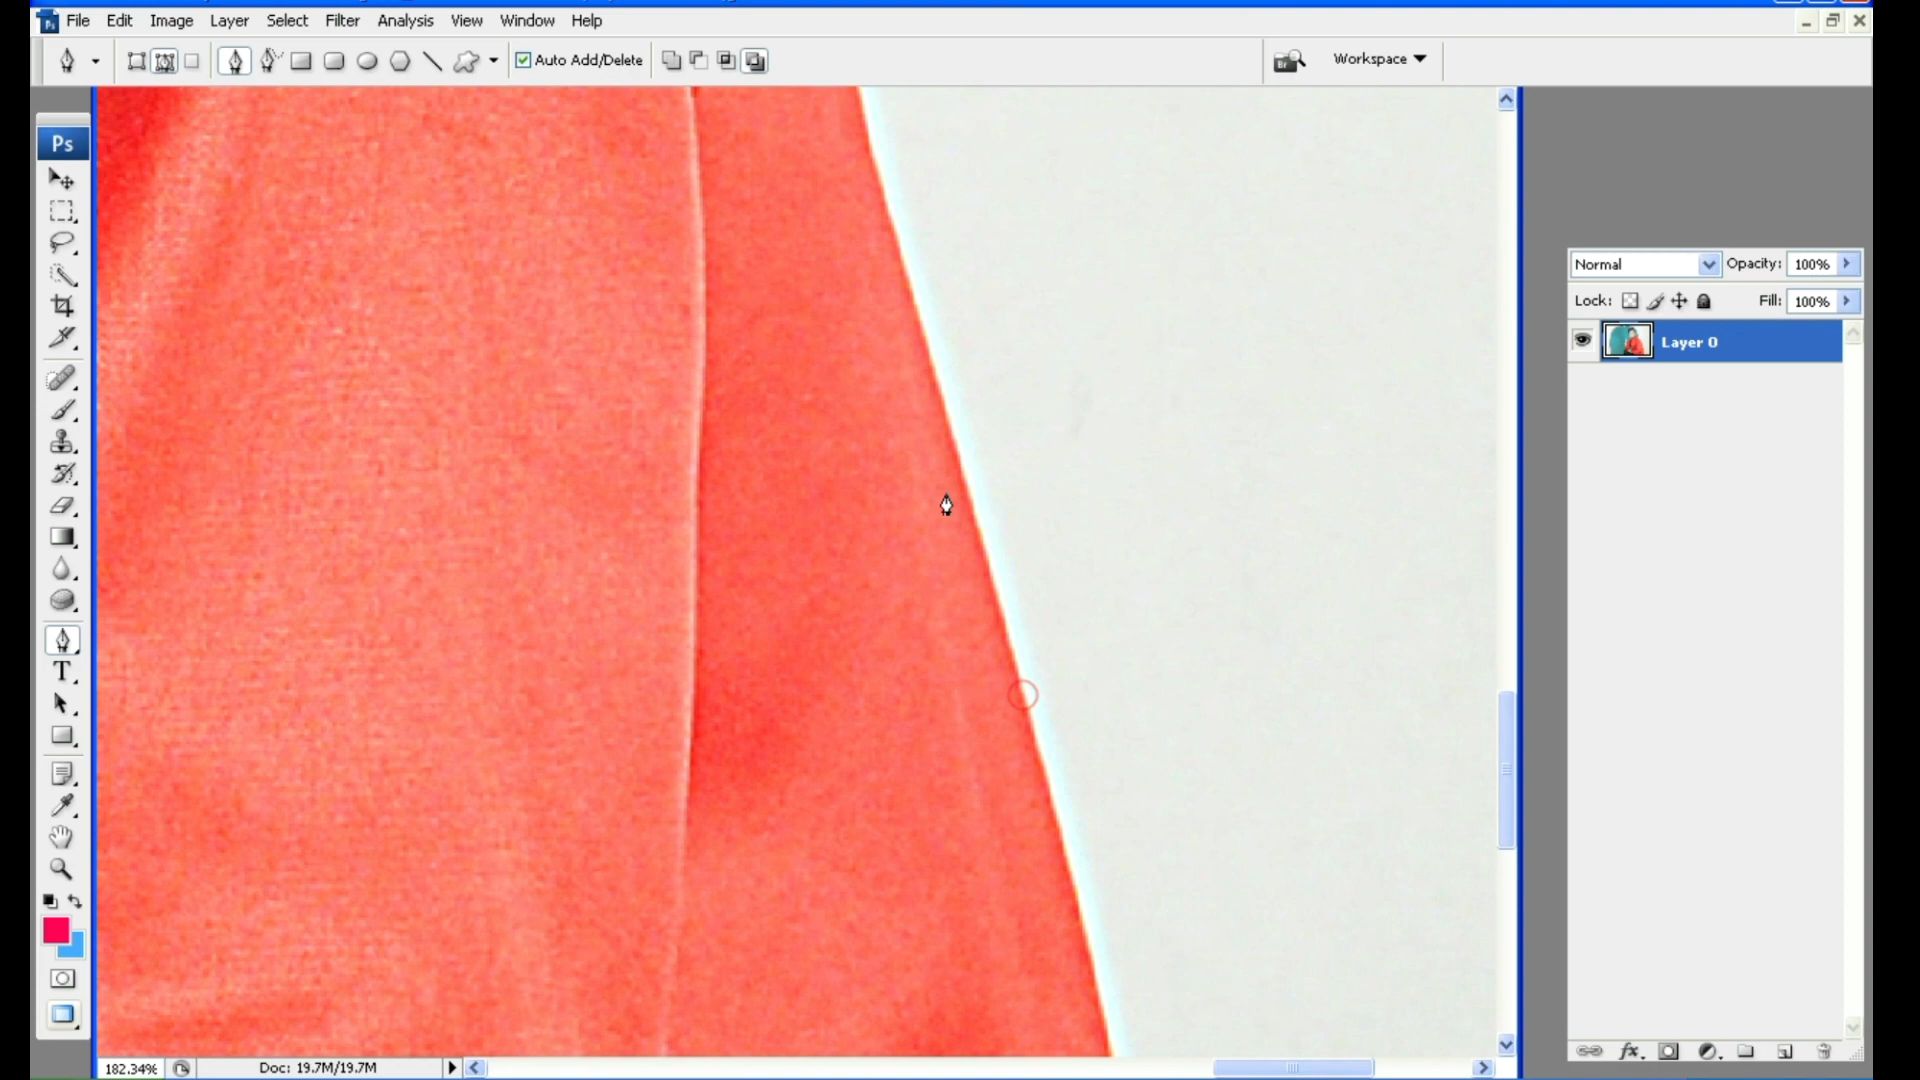 File Edit Image Layer Select Filter Analysis View Window Help
Auto Add/Delete
Br
Workspace
Ps
Normal Opacity: 100%
Lock: Fill: 100%
Layer 0
T
fx
182.34% Doc: 19.7M/19.7M